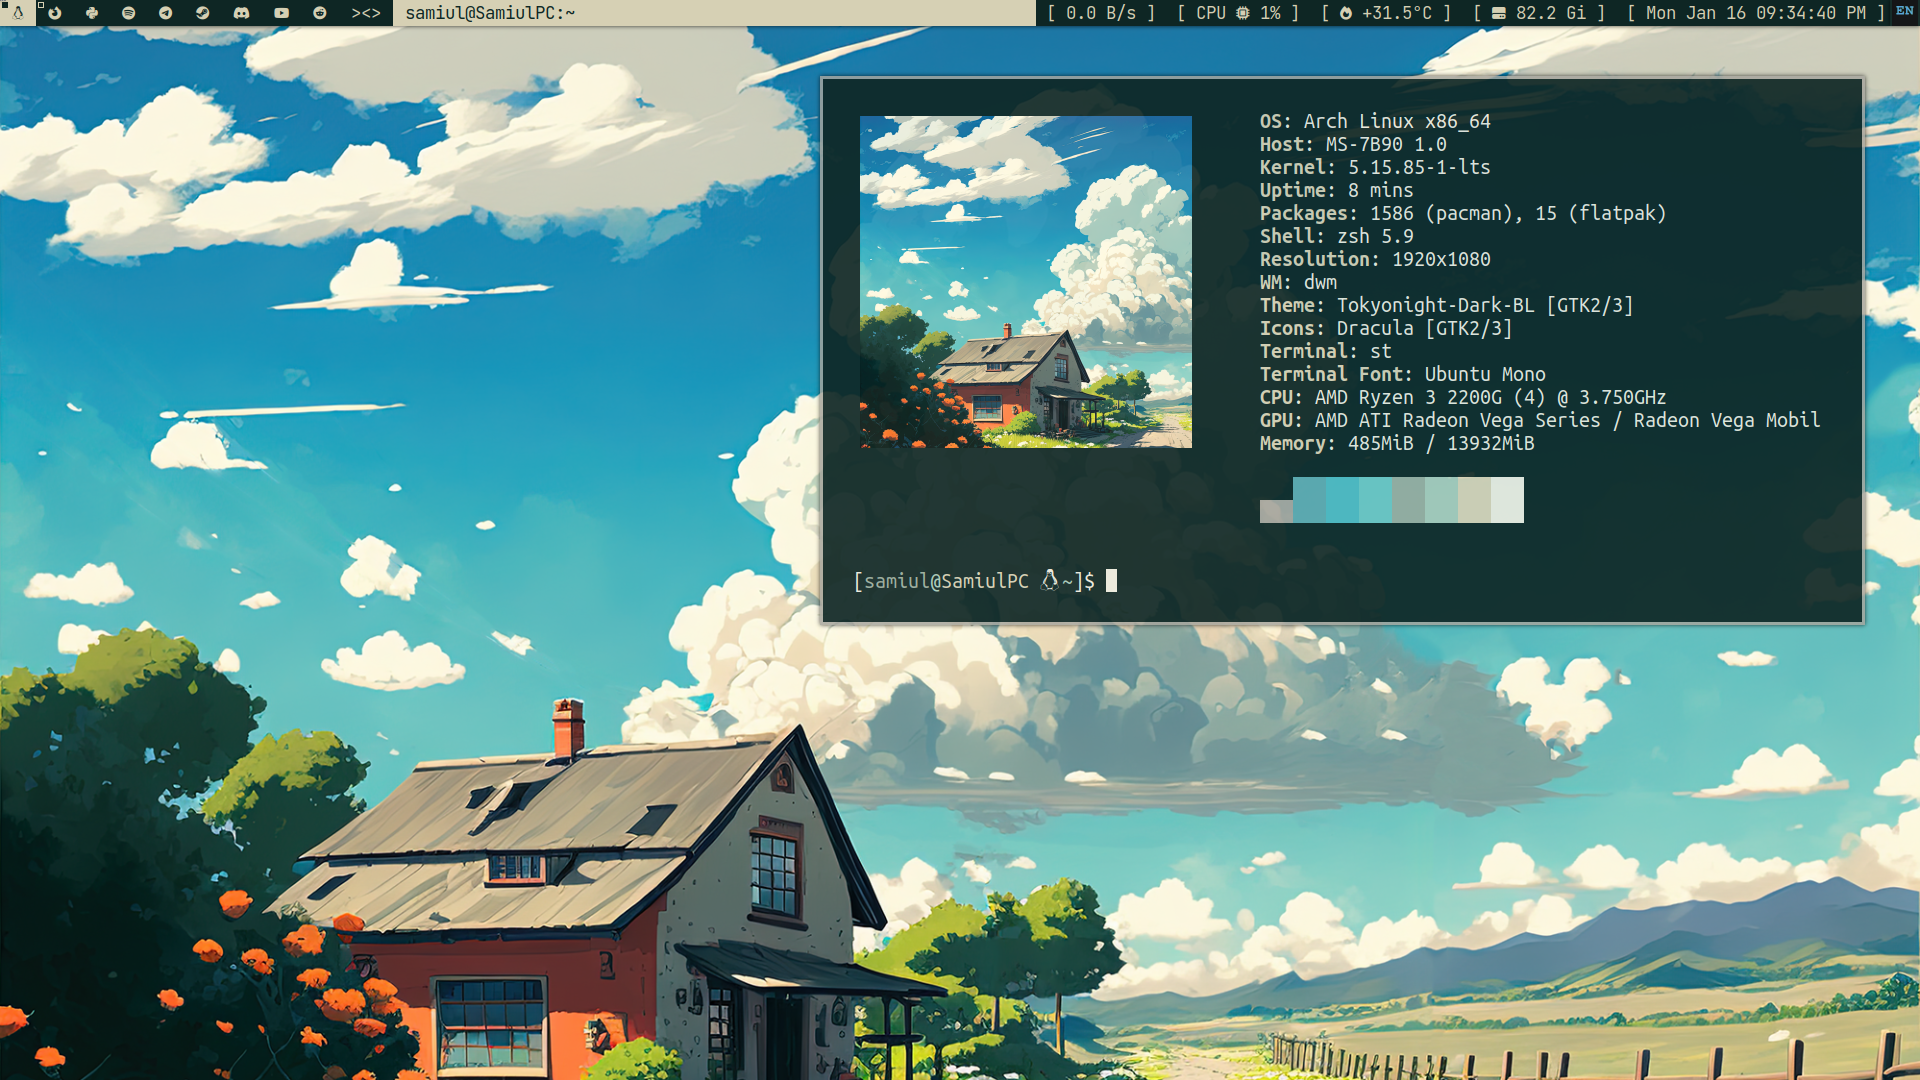 ><> samiul@SamiulPC:~ [ 0.0 B/s ] [ CPU 1% ] [ +31.5°C ] [ 82.2 Gi ] [ Mon Jan 16 09:34:40 PM ] EN
OS: Arch Linux x86_64
Host: MS-7B90 1.0
Kernel: 5.15.85-1-lts
Uptime: 8 mins
Packages: 1586 (pacman), 15 (flatpak)
Shell: zsh 5.9
Resolution: 1920x1080
WM: dwm
Theme: Tokyonight-Dark-BL [GTK2/3]
Icons: Dracula [GTK2/3]
Terminal: st
Terminal Font: Ubuntu Mono
CPU: AMD Ryzen 3 2200G (4) @ 3.750GHz
GPU: AMD ATI Radeon Vega Series / Radeon Vega Mobil
Memory: 485MiB / 13932MiB
[samiul@SamiulPC ~]$